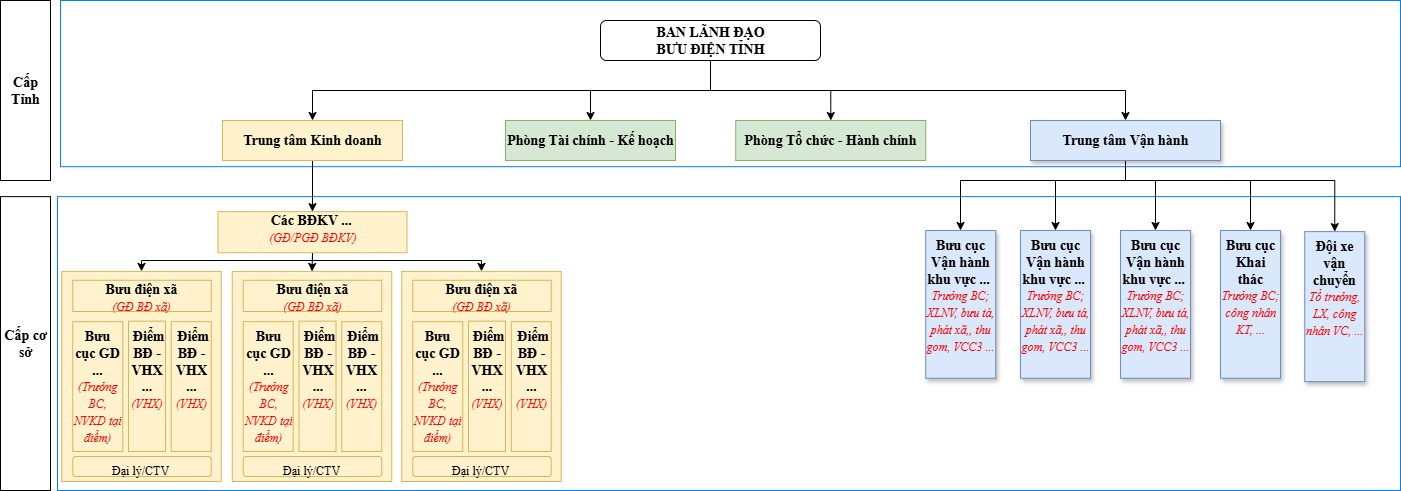 BAN LÃNH ĐẠO
BƯU ĐIỆN TỈNH
Cấp
Tỉnh
Trung tâm Kinh doanh
Phòng Tài chính - Kế hoạch
Phòng Tổ chức - Hành chính
Trung tâm Vận hành
Cấp cơ
sở
Các BĐKV ...
(GĐ/PGĐ BĐKV)
Bưu điện xã
(GĐ BĐ xã)
Bưu
cục GD
...
(Trưởng
BC,
NVKD tại
điểm)
Điểm
BĐ -
VHX
...
(VHX)
Điểm
BĐ -
VHX
...
(VHX)
Đại lý/CTV
Bưu điện xã
(GĐ BĐ xã)
Bưu
cục GD
...
(Trưởng
BC,
NVKD tại
điểm)
Điểm
BĐ -
VHX
...
(VHX)
Điểm
BĐ -
VHX
...
(VHX)
Đại lý/CTV
Bưu điện xã
(GĐ BĐ xã)
Bưu
cục GD
...
(Trưởng
BC,
NVKD tại
điểm)
Điểm
BĐ -
VHX
...
(VHX)
Điểm
BĐ -
VHX
...
(VHX)
Đại lý/CTV
Bưu cục
Vận hành
khu vực ...
Trưởng BC;
XLNV, bưu tá,
phát xã,, thu
gom, VCC3 ...
Bưu cục
Vận hành
khu vực ...
Trưởng BC;
XLNV, bưu tá,
phát xã,, thu
gom, VCC3 ...
Bưu cục
Vận hành
khu vực ...
Trưởng BC;
XLNV, bưu tá,
phát xã,, thu
gom, VCC3 ...
Bưu cục
Khai
thác
Trưởng BC;
công nhân
KT, ...
Đội xe
vận
chuyển
Tổ trưởng,
LX, công
nhân VC, ...